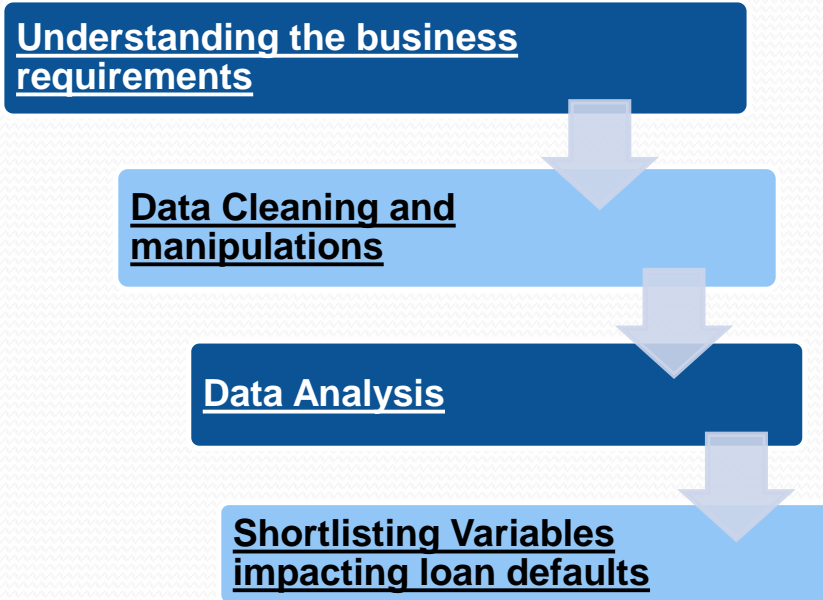 Understanding the business
requirements
Data Cleaning and
manipulations
Data Analysis
Shortlisting Variables
impacting loan defaults